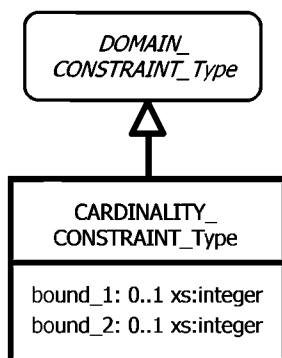 DOMAIN_
CONSTRAINT_Type
CARDINALITY_
CONSTRAINT_Type
bound_1: 0..1 xs:integer
bound_2: 0..1 xs:integer